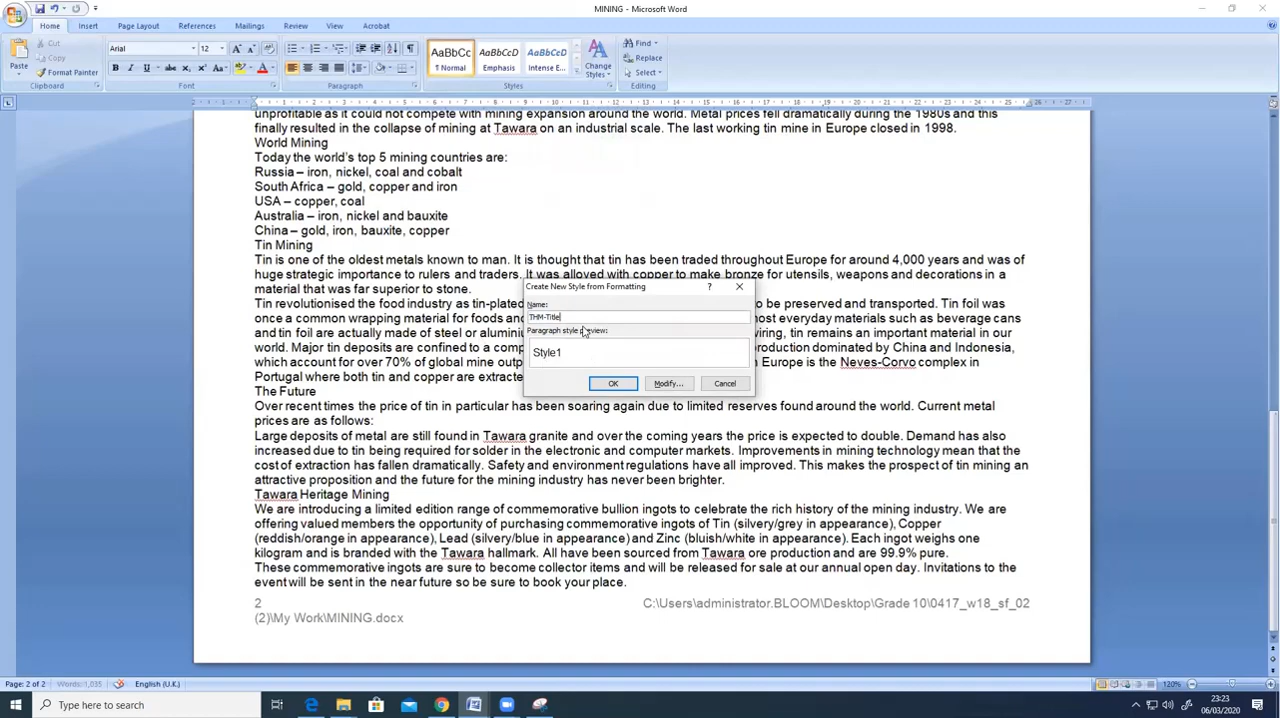 MINING - Microsoft Word
Home Insert Page Layout References Mailings Review View Acrobat
Cut
Copy
Format Painter
Paste
Arial 12
AaBbCc AaBbCcD AaBbCcD
¶ Normal Emphasis Intense E...
Change Styles
Find
Replace
Select
Clipboard Font Paragraph Styles Editing
unprofitable as it could not compete with mining expansion around the world. Metal prices fell dramatically during the 1980s and this
finally resulted in the collapse of mining at Tawara on an industrial scale. The last working tin mine in Europe closed in 1998.
World Mining
Today the world's top 5 mining countries are:
Russia – iron, nickel, coal and cobalt
South Africa – gold, copper and iron
USA – copper, coal
Australia – iron, nickel and bauxite
China – gold, iron, bauxite, copper
Tin Mining
Tin is one of the oldest metals known to man. It is thought that tin has been traded throughout Europe for around 4,000 years and was of
huge strategic importance to rulers and traders. It was alloyed with copper to make bronze for utensils, weapons and decorations in a
material that was far superior to stone.
Tin revolutionised the food industry as tin-plated to be preserved and transported. Tin foil was
once a common wrapping material for foods and most everyday materials such as beverage cans
and tin foil are actually made of steel or aluminiu wiring, tin remains an important material in our
world. Major tin deposits are confined to a comp production dominated by China and Indonesia,
which account for over 70% of global mine outp in Europe is the Neves-Corvo complex in
Portugal where both tin and copper are extracte
Create New Style from Formatting ?
Name:
THM-Title
Paragraph style preview:
Style1
OK Modify... Cancel
The Future
Over recent times the price of tin in particular has been soaring again due to limited reserves found around the world. Current metal
prices are as follows:
Large deposits of metal are still found in Tawara granite and over the coming years the price is expected to double. Demand has also
increased due to tin being required for solder in the electronic and computer markets. Improvements in mining technology mean that the
cost of extraction has fallen dramatically. Safety and environment regulations have all improved. This makes the prospect of tin mining an
attractive proposition and the future for the mining industry has never been brighter.
Tawara Heritage Mining
We are introducing a limited edition range of commemorative bullion ingots to celebrate the rich history of the mining industry. We are
offering valued members the opportunity of purchasing commemorative ingots of Tin (silvery/grey in appearance), Copper
(reddish/orange in appearance), Lead (silvery/blue in appearance) and Zinc (bluish/white in appearance). Each ingot weighs one
kilogram and is branded with the Tawara hallmark. All have been sourced from Tawara ore production and are 99.9% pure.
These commemorative ingots are sure to become collector items and will be released for sale at our annual open day. Invitations to the
event will be sent in the near future so be sure to book your place.
2 C:\Users\administrator.BLOOM\Desktop\Grade 10\0417_w18_sf_02
(2)\My Work\MINING.docx
Page: 2 of 2 Words: 1,035 English (U.K.) 120%
Type here to search
23:23
06/03/2020